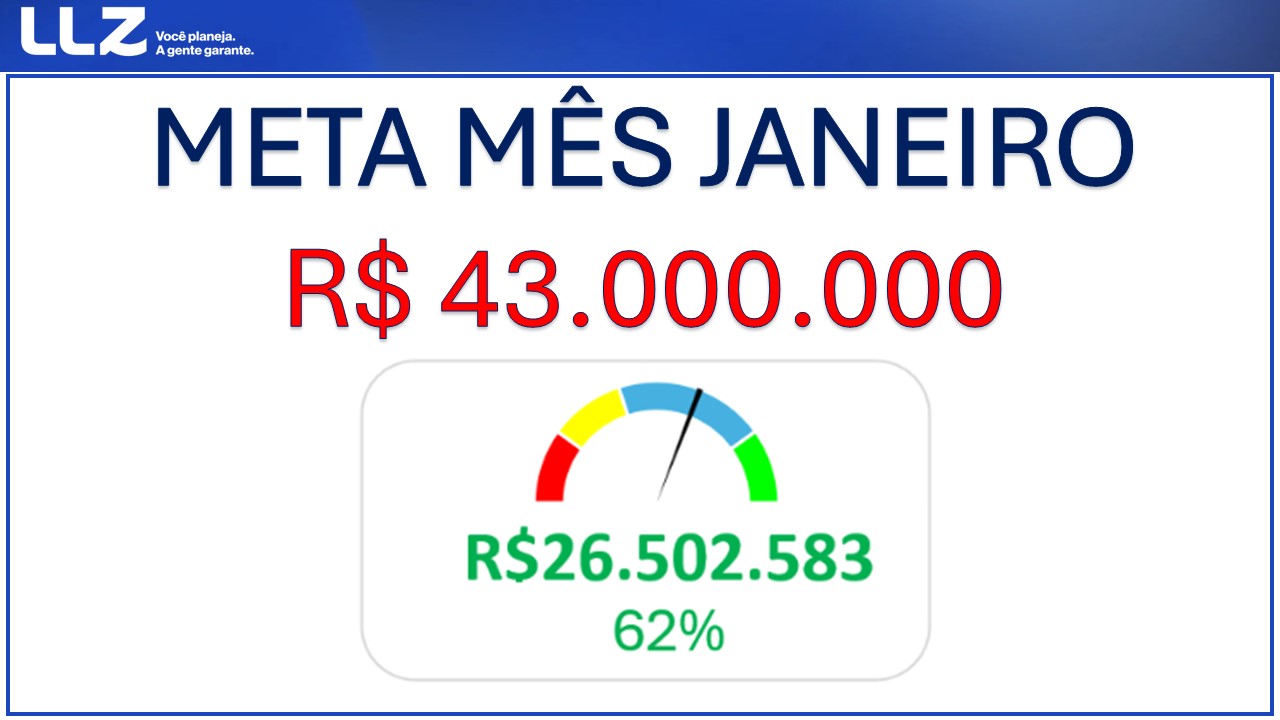 LLZ
Você planeja.
A gente garante.
META MÊS JANEIRO
R$ 43.000.000
R$26.502.583
62%